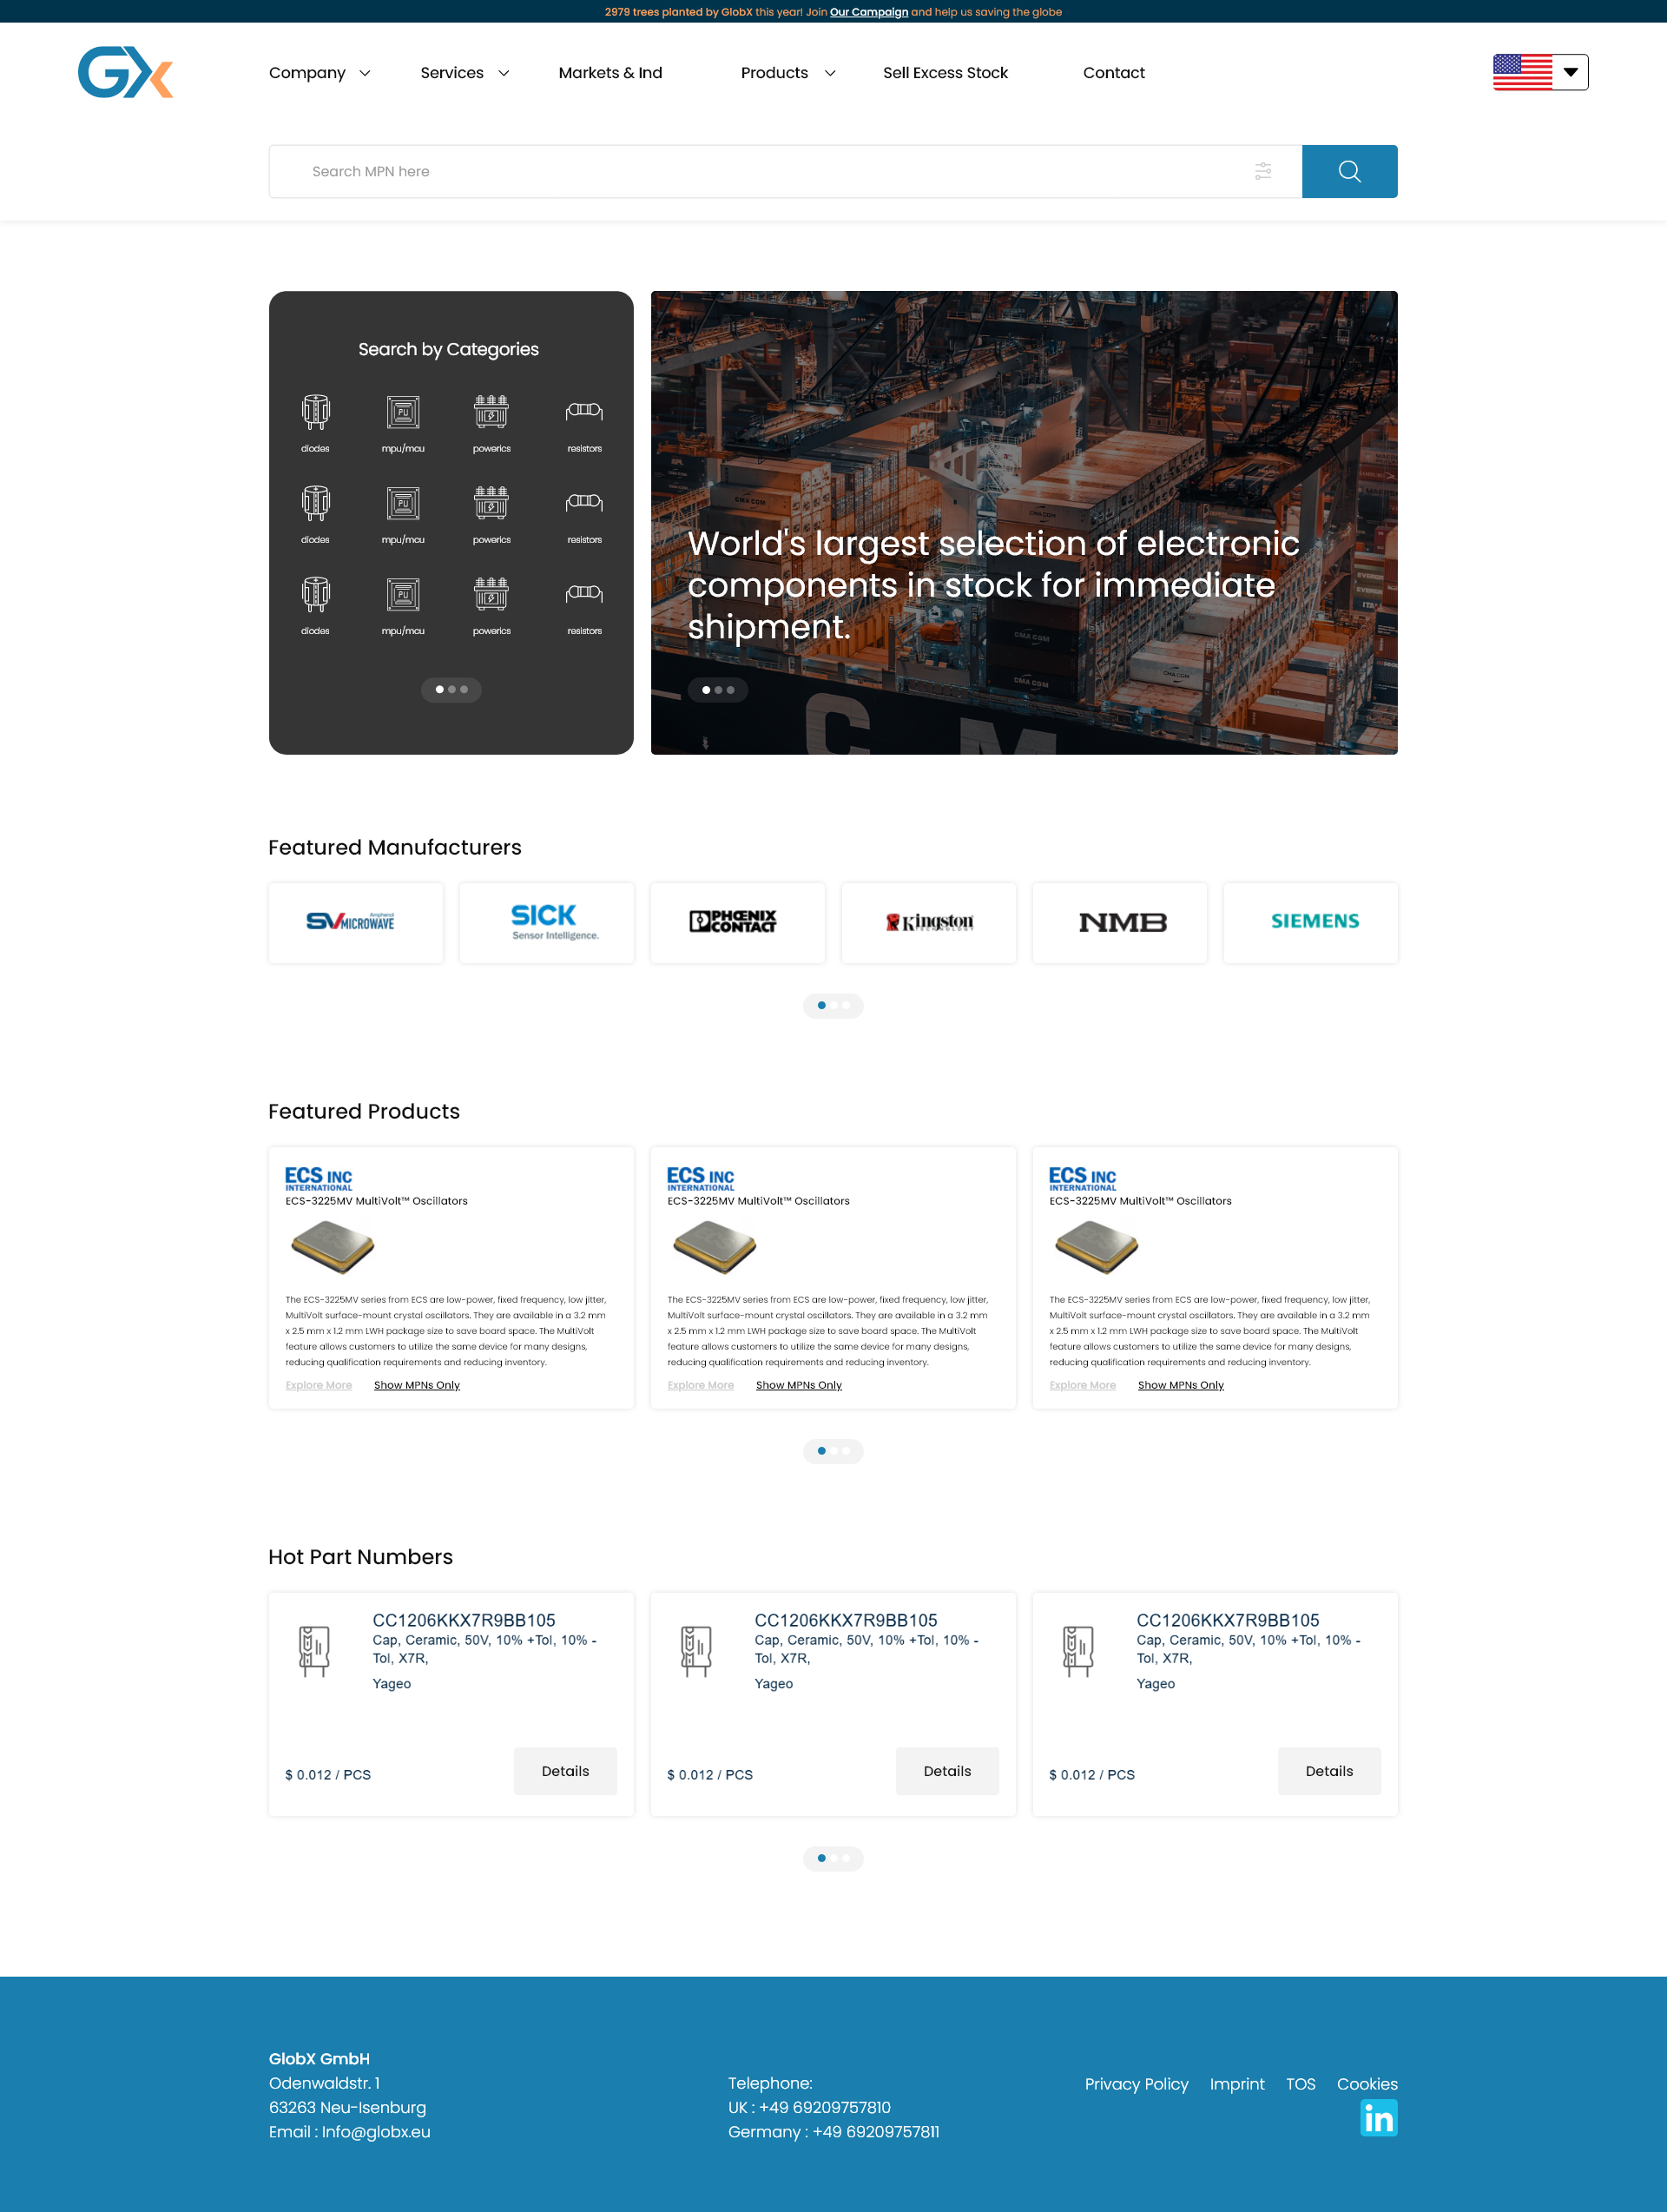 2979 trees planted by GlobX this year! Join Our Campaign and help us saving the globe
GX
Company
Services
Markets & Ind
Products
Sell Excess Stock
Contact
Search MPN here
Search by Categories
PU
diodes
mpu/mcu
powerics
resistors
PU
diodes
mpu/mcu
powerics
resistors
PU
diodes
mpu/mcu
powerics
resistors
CMA CGM
World's largest selection of electronic
components in stock for immediate
shipment.
CMA CGM
CMA CGM
C M
Featured Manufacturers
SV MICROWAVE
Amphenol
SICK
Sensor Intelligence.
PHŒNIX
CONTACT
Kingston
TECHNOLOGY
NMB
SIEMENS
Featured Products
ECS INC
INTERNATIONAL
ECS-3225MV MultiVolt™ Oscillators
The ECS-3225MV series from ECS are low-power, fixed frequency, low jitter,
MultiVolt surface-mount crystal oscillators. They are available in a 3.2 mm
x 2.5 mm x 1.2 mm LWH package size to save board space. The MultiVolt
feature allows customers to utilize the same device for many designs,
reducing qualification requirements and reducing inventory.
Explore More
Show MPNs Only
ECS INC
INTERNATIONAL
ECS-3225MV MultiVolt™ Oscillators
The ECS-3225MV series from ECS are low-power, fixed frequency, low jitter,
MultiVolt surface-mount crystal oscillators. They are available in a 3.2 mm
x 2.5 mm x 1.2 mm LWH package size to save board space. The MultiVolt
feature allows customers to utilize the same device for many designs,
reducing qualification requirements and reducing inventory.
Explore More
Show MPNs Only
ECS INC
INTERNATIONAL
ECS-3225MV MultiVolt™ Oscillators
The ECS-3225MV series from ECS are low-power, fixed frequency, low jitter,
MultiVolt surface-mount crystal oscillators. They are available in a 3.2 mm
x 2.5 mm x 1.2 mm LWH package size to save board space. The MultiVolt
feature allows customers to utilize the same device for many designs,
reducing qualification requirements and reducing inventory.
Explore More
Show MPNs Only
Hot Part Numbers
CC1206KKX7R9BB105
Cap, Ceramic, 50V, 10% +Tol, 10% -
Tol, X7R,
Yageo
$ 0.012 / PCS
Details
CC1206KKX7R9BB105
Cap, Ceramic, 50V, 10% +Tol, 10% -
Tol, X7R,
Yageo
$ 0.012 / PCS
Details
CC1206KKX7R9BB105
Cap, Ceramic, 50V, 10% +Tol, 10% -
Tol, X7R,
Yageo
$ 0.012 / PCS
Details
GlobX GmbH
Odenwaldstr. 1
63263 Neu-Isenburg
Email : Info@globx.eu
Telephone:
UK : +49 69209757810
Germany : +49 69209757811
Privacy Policy
Imprint
TOS
Cookies
in